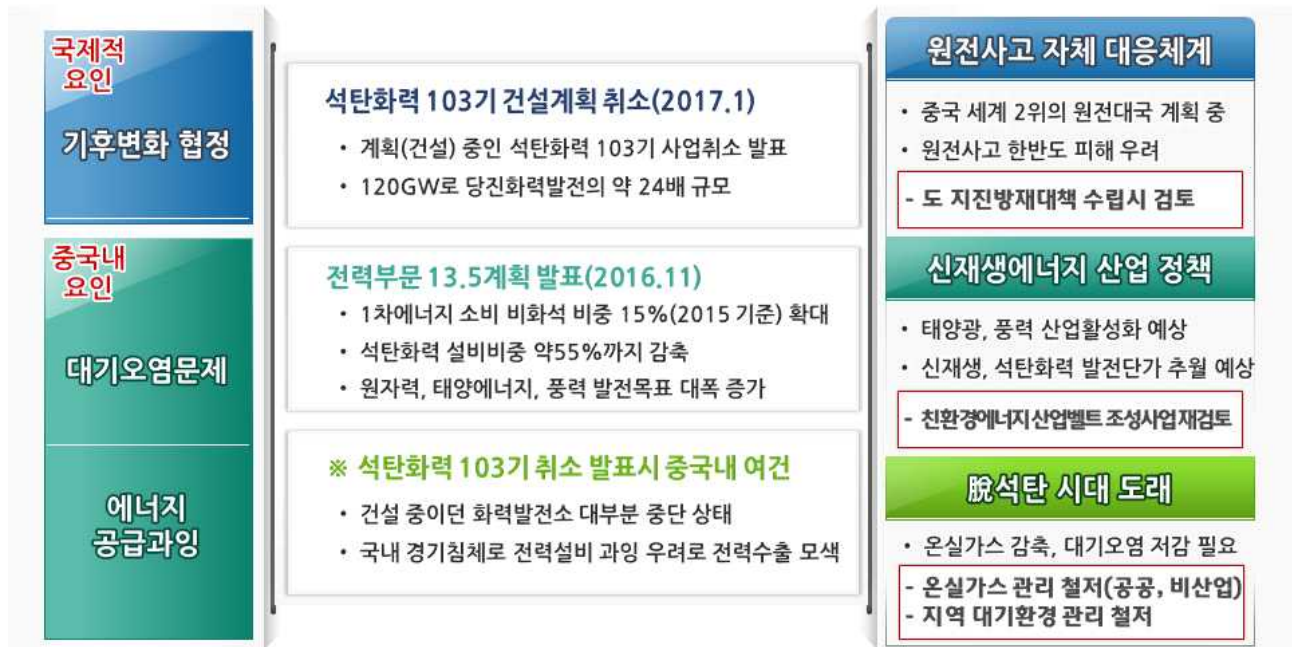 국제적
요인
기후변화 협정
중국내
요인
대기오염문제
에너지
공급과잉
석탄화력 103기 건설계획 취소(2017.1)
• 계획(건설) 중인 석탄화력 103기 사업취소 발표
• 120GW로 당진화력발전의 약 24배 규모
전력부문 13.5계획 발표(2016.11)
• 1차에너지 소비 비화석 비중 15%(2015 기준) 확대
• 석탄화력 설비비중 약55%까지 감축
• 원자력, 태양에너지, 풍력 발전목표 대폭 증가
※ 석탄화력 103기 취소 발표시 중국내 여건
• 건설 중이던 화력발전소 대부분 중단 상태
• 국내 경기침체로 전력설비 과잉 우려로 전력수출 모색
원전사고 자체 대응체계
• 중국 세계 2위의 원전대국 계획 중
• 원전사고 한반도 피해 우려
- 도 지진방재대책 수립시 검토
신재생에너지 산업 정책
• 태양광, 풍력 산업활성화 예상
• 신재생, 석탄화력 발전단가 추월 예상
- 친환경에너지산업벨트 조성사업재검토
脫석탄 시대 도래
• 온실가스 감축, 대기오염 저감 필요
- 온실가스 관리 철저(공공, 비산업)
- 지역 대기환경 관리 철저